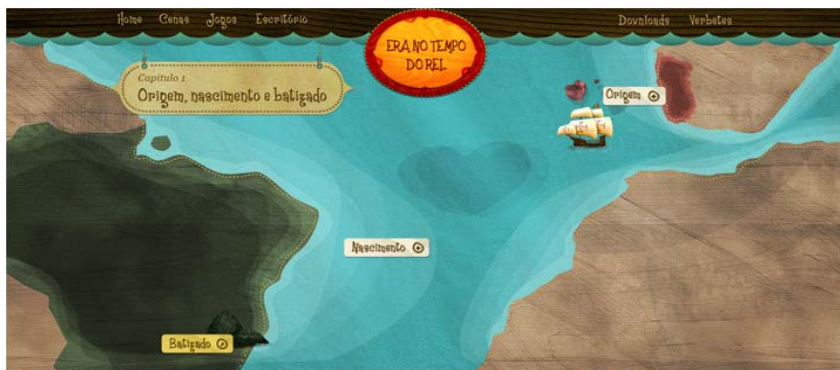 Home Cenas Jogos Escritório
Downloads Verbetes
ERA NO TEMPO
DO REI
Capítulo 1
Origem, nascimento e batizado
Origem
Nascimento
Batizado